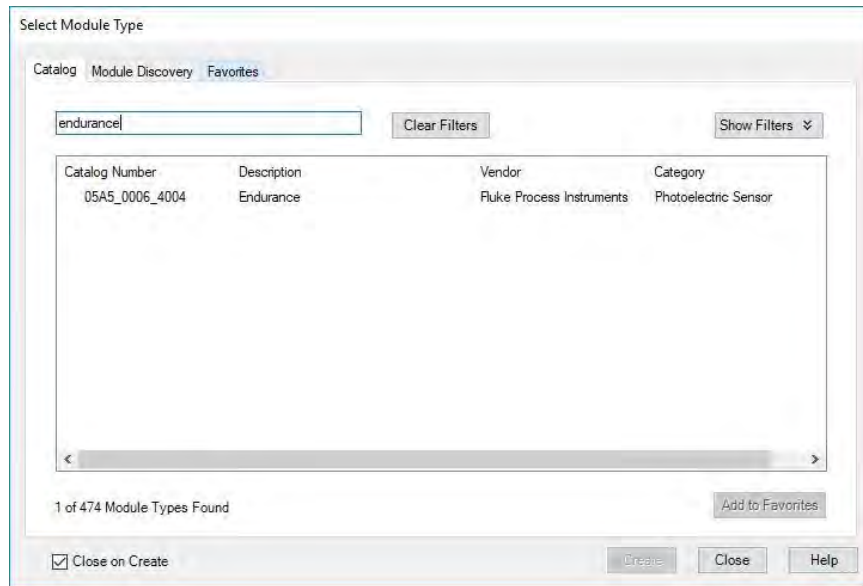 Select Module Type
Catalog Module Discovery Favorites
endurance Clear Filters Show Filters
Catalog Number Description Vendor Category
05A5_0006_4004 Endurance Fluke Process Instruments Photoelectric Sensor
1 of 474 Module Types Found Add to Favorites
Close on Create Create Close Help